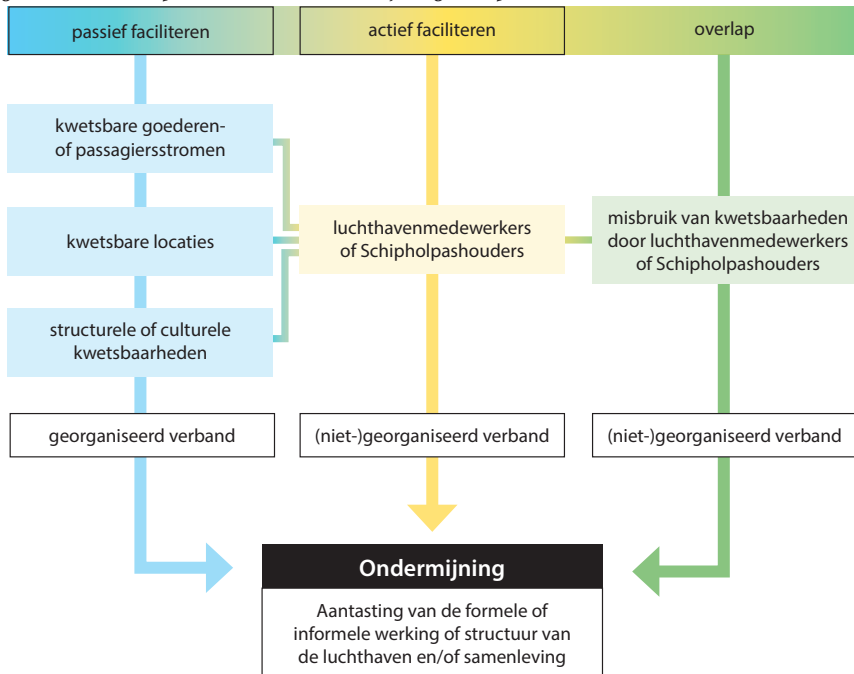 passief faciliteren
actief faciliteren
overlap
kwetsbare goederen-
of passagiersstromen
kwetsbare locaties
structurele of culturele
kwetsbaarheden
luchthavenmedewerkers
of Schipholpashouders
misbruik van kwetsbaarheden
door luchthavenmedewerkers
of Schipholpashouders
georganiseerd verband
(niet-)georganiseerd verband
(niet-)georganiseerd verband
Ondermijning
Aantasting van de formele of
informele werking of structuur van
de luchthaven en/of samenleving